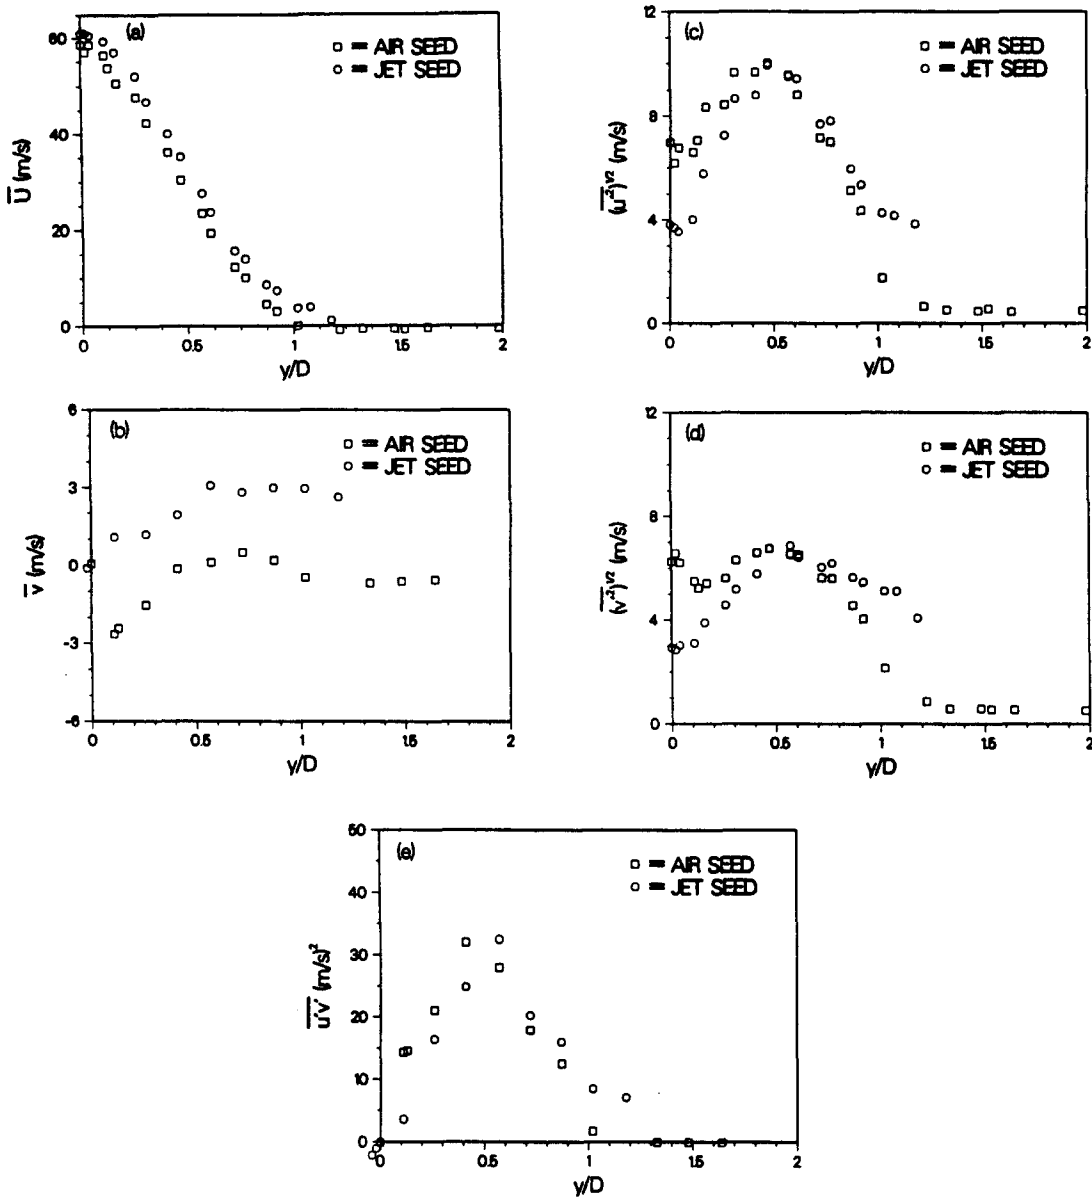 (a)
□ = AIR SEED
○ = JET SEED
60
40
20
0
U̅ (m/s)
0 0.5 1 1.5 2
y/D
(c)
□ = AIR SEED
○ = JET SEED
12
8
4
0
(u'²)^1/2 (m/s)
0 0.5 1 1.5 2
y/D
(b)
□ = AIR SEED
○ = JET SEED
6
3
0
-3
-6
v̅ (m/s)
0 0.5 1 1.5 2
y/D
(d)
□ = AIR SEED
○ = JET SEED
12
8
4
0
(v'²)^1/2 (m/s)
0 0.5 1 1.5 2
y/D
(e)
□ = AIR SEED
○ = JET SEED
50
40
30
20
10
0
u'v' (m/s)²
0 0.5 1 1.5 2
y/D